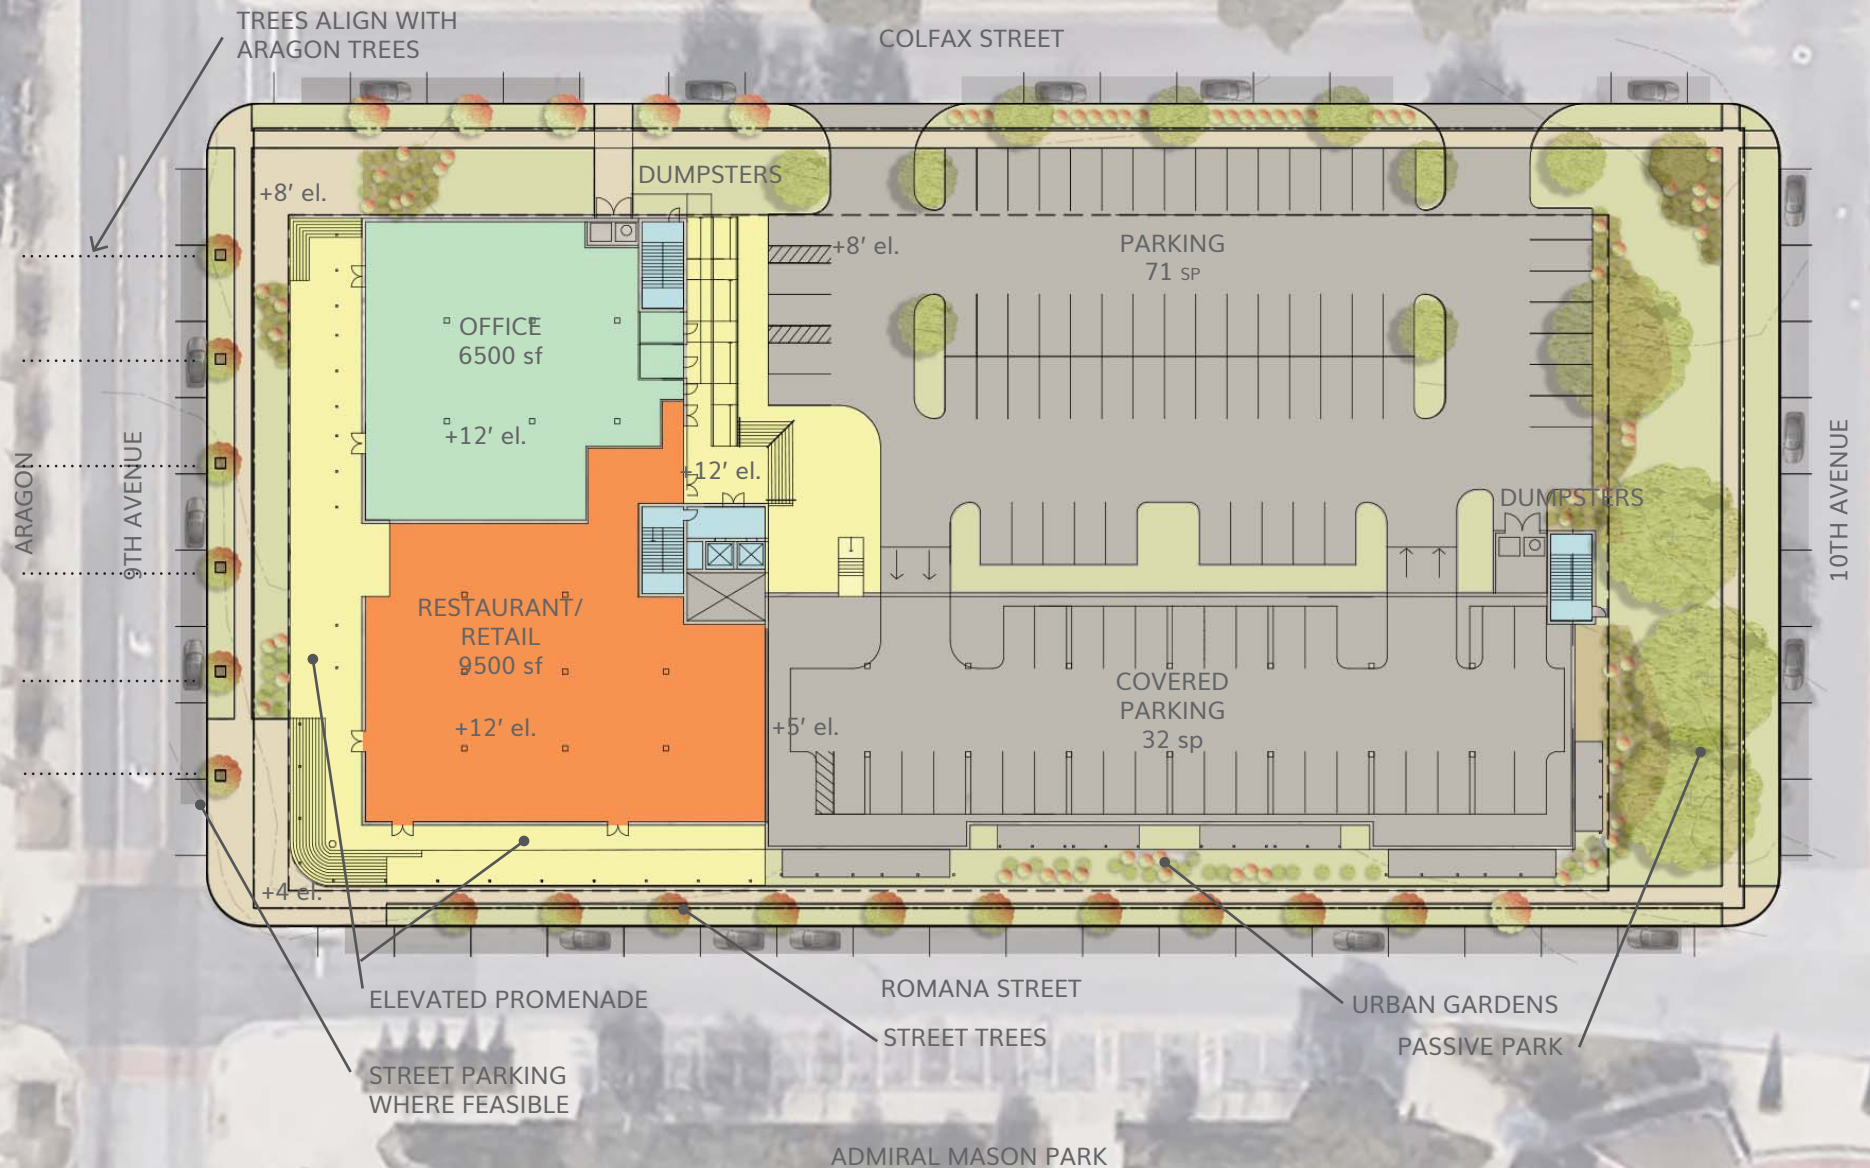 TREES ALIGN WITH
ARAGON TREES
COLFAX STREET
DUMPSTERS
+8' el.
+8' el.
PARKING
71 SP
OFFICE
6500 sf
+12' el.
+12' el.
DUMPSTERS
ARAGON
9TH AVENUE
10TH AVENUE
RESTAURANT/
RETAIL
9500 sf
+12' el.
COVERED
PARKING
32 sp
+5' el.
+4 el.
ELEVATED PROMENADE
ROMANA STREET
URBAN GARDENS
STREET TREES
PASSIVE PARK
STREET PARKING
WHERE FEASIBLE
ADMIRAL MASON PARK